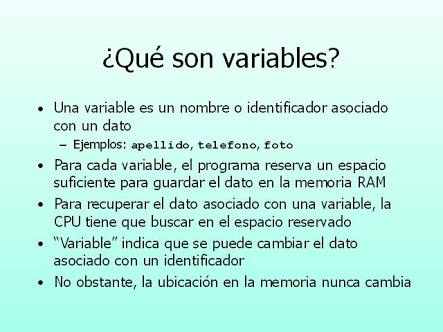 ¿Qué son variables?
• Una variable es un nombre o identificador asociado
con un dato
– Ejemplos: apellido, telefono, foto
• Para cada variable, el programa reserva un espacio
suficiente para guardar el dato en la memoria RAM
• Para recuperar el dato asociado con una variable, la
CPU tiene que buscar en el espacio reservado
• “Variable” indica que se puede cambiar el dato
asociado con un identificador
• No obstante, la ubicación en la memoria nunca cambia